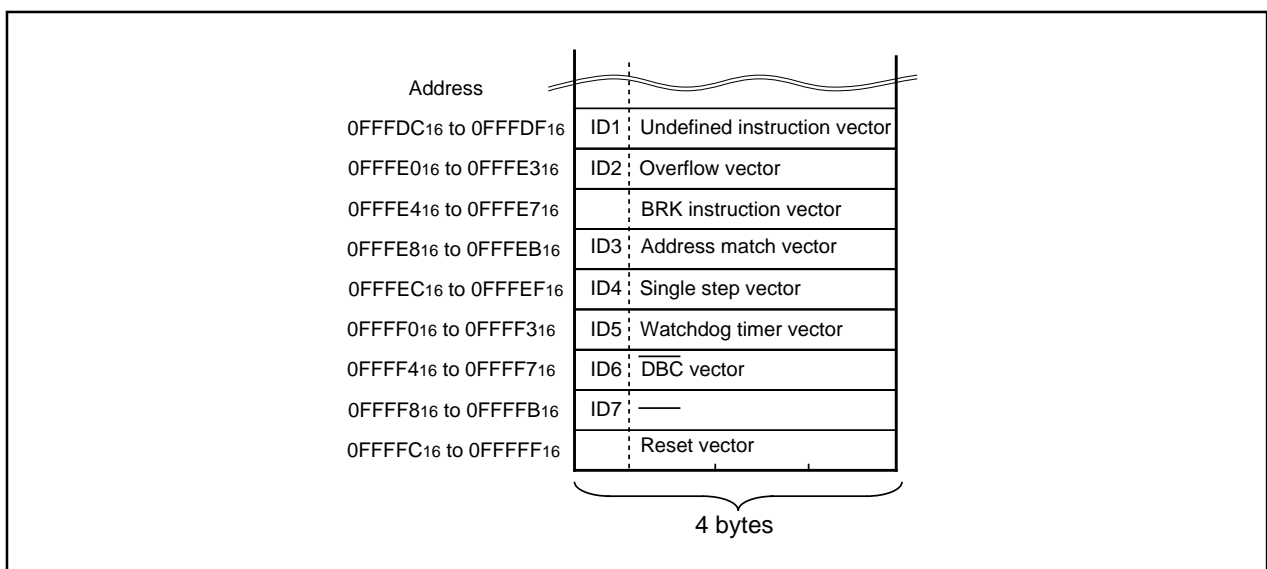 Address
0FFFDC16 to 0FFFDF16 ID1 Undefined instruction vector
0FFFE016 to 0FFFE316 ID2 Overflow vector
0FFFE416 to 0FFFE716 BRK instruction vector
0FFFE816 to 0FFFEB16 ID3 Address match vector
0FFFEC16 to 0FFFEF16 ID4 Single step vector
0FFFF016 to 0FFFF316 ID5 Watchdog timer vector
0FFFF416 to 0FFFF716 ID6 DBC vector
0FFFF816 to 0FFFFB16 ID7 —
0FFFFC16 to 0FFFFF16 Reset vector
4 bytes